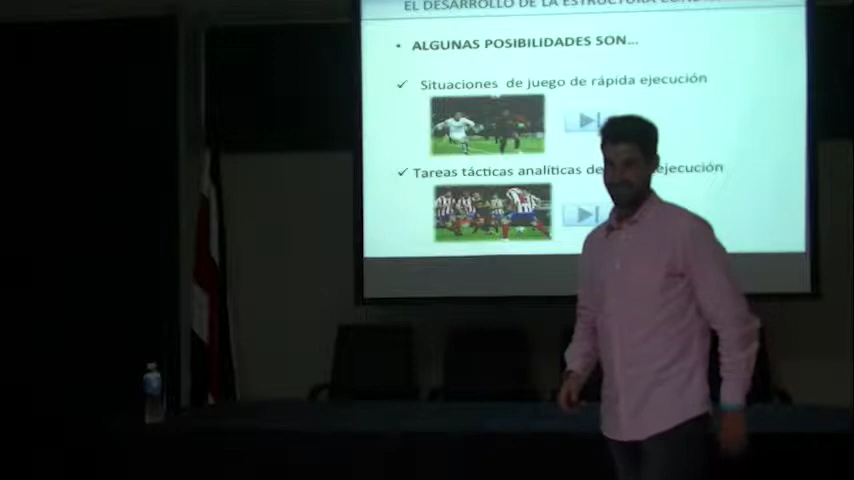 EL DESARROLLO DE LA ESTRUCTURA
• ALGUNAS POSIBILIDADES SON...
✓ Situaciones de juego de rápida ejecución
✓ Tareas tácticas analíticas de ejecución